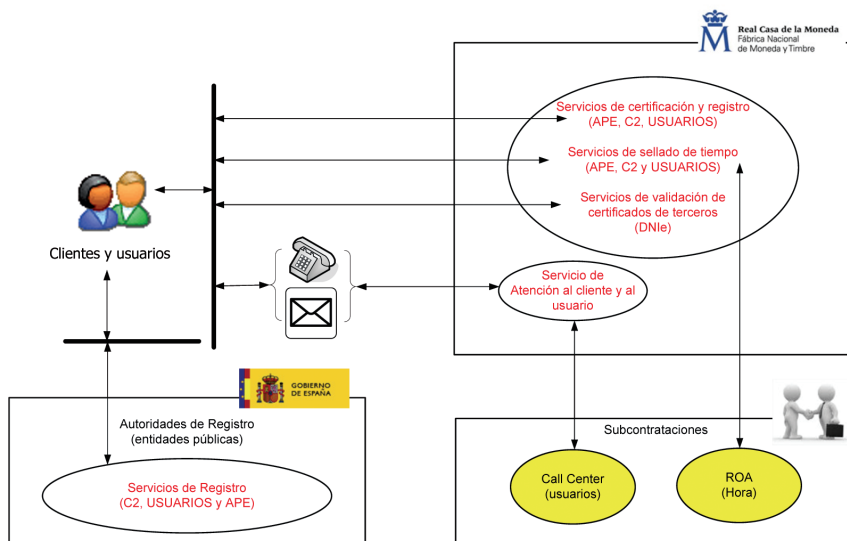 Real Casa de la Moneda
Fábrica Nacional
de Moneda y Timbre
Servicios de certificación y registro
(APE, C2, USUARIOS)
Servicios de sellado de tiempo
(APE, C2 y USUARIOS)
Servicios de validación de
certificados de terceros
(DNIe)
Clientes y usuarios
Servicio de
Atención al cliente y al
usuario
GOBIERNO
DE ESPAÑA
Autoridades de Registro
(entidades públicas)
Servicios de Registro
(C2, USUARIOS y APE)
Subcontrataciones
Call Center
(usuarios)
ROA
(Hora)